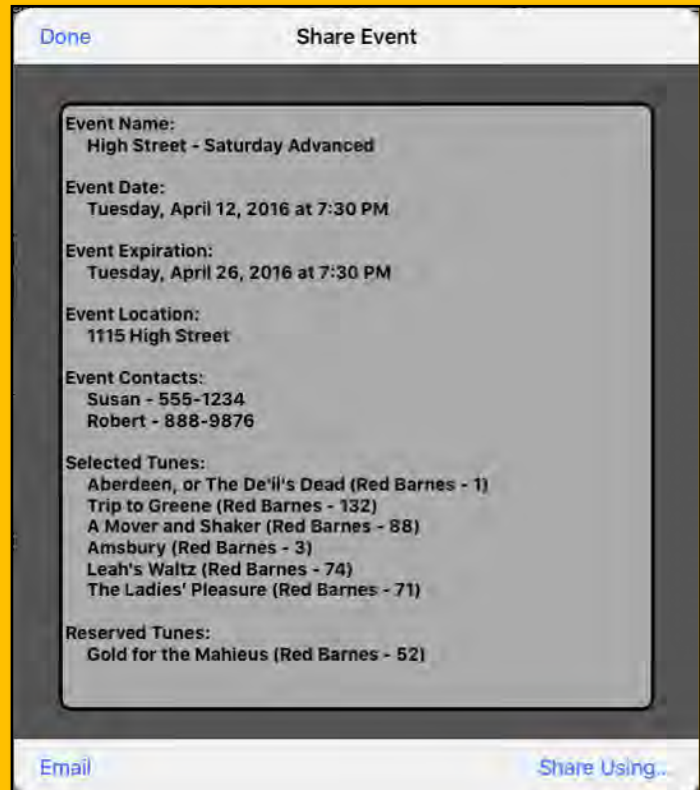 Done Share Event
Event Name:
High Street - Saturday Advanced
Event Date:
Tuesday, April 12, 2016 at 7:30 PM
Event Expiration:
Tuesday, April 26, 2016 at 7:30 PM
Event Location:
1115 High Street
Event Contacts:
Susan - 555-1234
Robert - 888-9876
Selected Tunes:
Aberdeen, or The De'il's Dead (Red Barnes - 1)
Trip to Greene (Red Barnes - 132)
A Mover and Shaker (Red Barnes - 88)
Amsbury (Red Barnes - 3)
Leah's Waltz (Red Barnes - 74)
The Ladies' Pleasure (Red Barnes - 71)
Reserved Tunes:
Gold for the Mahieus (Red Barnes - 52)
Email Share Using..